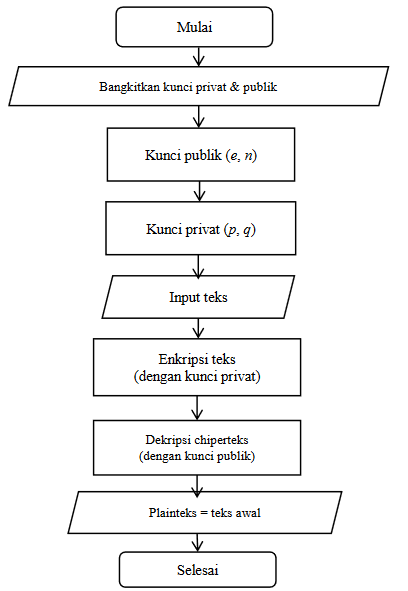 Mulai
Bangkitkan kunci privat & publik
Kunci publik (e, n)
Kunci privat (p, q)
Input teks
Enkripsi teks
(dengan kunci privat)
Dekripsi chiperteks
(dengan kunci publik)
Plainteks = teks awal
Selesai